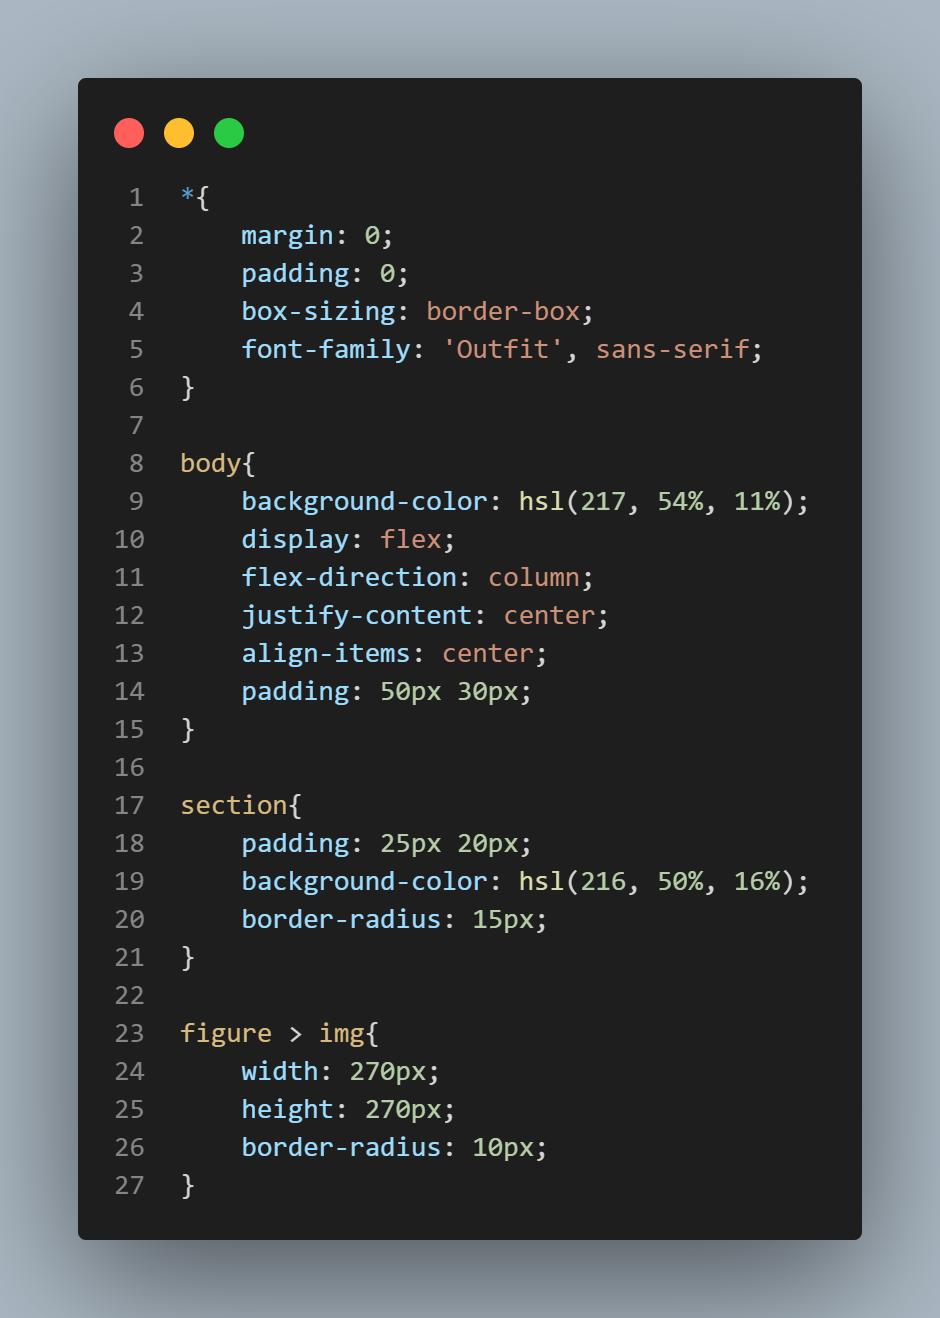 1 *{
2     margin: 0;
3     padding: 0;
4     box-sizing: border-box;
5     font-family: 'Outfit', sans-serif;
6 }
7
8 body{
9     background-color: hsl(217, 54%, 11%);
10     display: flex;
11     flex-direction: column;
12     justify-content: center;
13     align-items: center;
14     padding: 50px 30px;
15 }
16
17 section{
18     padding: 25px 20px;
19     background-color: hsl(216, 50%, 16%);
20     border-radius: 15px;
21 }
22
23 figure > img{
24     width: 270px;
25     height: 270px;
26     border-radius: 10px;
27 }